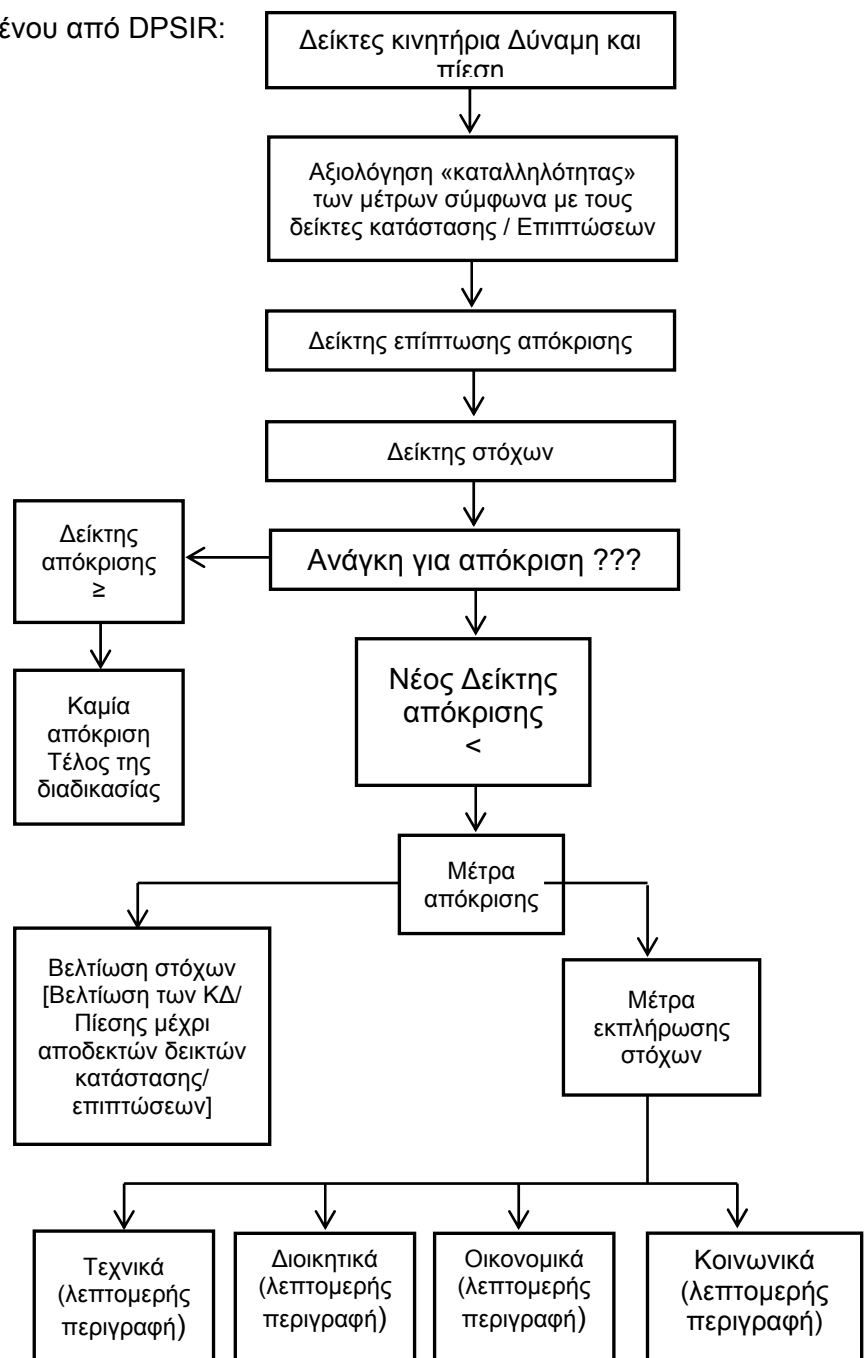 ένου από DPSIR:
Δείκτες κινητήρια Δύναμη και
πίεση
Αξιολόγηση «καταλληλότητας»
των μέτρων σύμφωνα με τους
δείκτες κατάστασης / Επιπτώσεων
Δείκτης επίπτωσης απόκρισης
Δείκτης στόχων
Ανάγκη για απόκριση ???
Δείκτης
απόκρισης
≥
Καμία
απόκριση
Τέλος της
διαδικασίας
Νέος Δείκτης
απόκρισης
<
Μέτρα
απόκρισης
Βελτίωση στόχων
[Βελτίωση των ΚΔ/
Πίεσης μέχρι
αποδεκτών δεικτών
κατάστασης/
επιπτώσεων]
Μέτρα
εκπλήρωσης
στόχων
Τεχνικά
(λεπτομερής
περιγραφή)
Διοικητικά
(λεπτομερής
περιγραφή)
Οικονομικά
(λεπτομερής
περιγραφή)
Κοινωνικά
(λεπτομερής
περιγραφή)